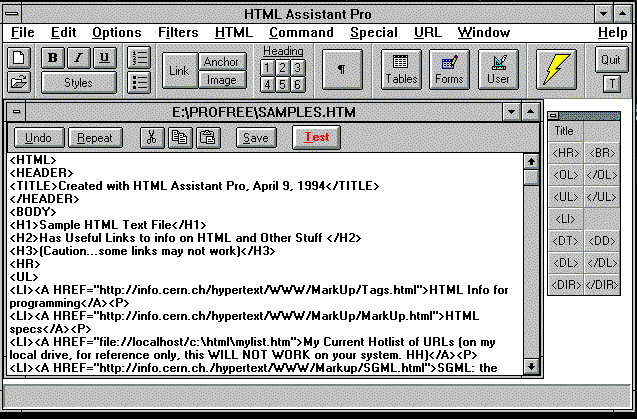 HTML Assistant Pro
File Edit Options Filters HTML Command Special URL Window Help
B I U
Styles
Link
Anchor
Image
Heading
1 2 3
4 5 6
¶
Tables
Forms
User
Quit
T
E:\PROFREE\SAMPLES.HTM
Undo Repeat Save Test
<HTML>
<HEADER>
<TITLE>Created with HTML Assistant Pro, April 9, 1994</TITLE>
</HEADER>
<BODY>
<H1>Sample HTML Text File</H1>
<H2>Has Useful Links to info on HTML and Other Stuff </H2>
<H3>(Caution...some links may not work)</H3>
<HR>
<UL>
<LI><A HREF="http://info.cern.ch/hypertext/WWW/MarkUp/Tags.html">HTML Info for
programming</A><P>
<LI><A HREF="http://info.cern.ch/hypertext/WWW/MarkUp/MarkUp.html">HTML
specs</A><P>
<LI><A HREF="file://localhost/c:\html\mylist.htm">My Current Hotlist of URLs (on my
local drive, for reference only, this WILL NOT WORK on your system. HH)</A><P>
<LI><A HREF="http://info.cern.ch./hypertext/WWW/Markup/SGML.html">SGML: the
Title
<HR> <BR>
<OL> </OL>
<UL> </UL>
<LI>
<DT> <DD>
<DL> </DL>
<DIR> </DIR>